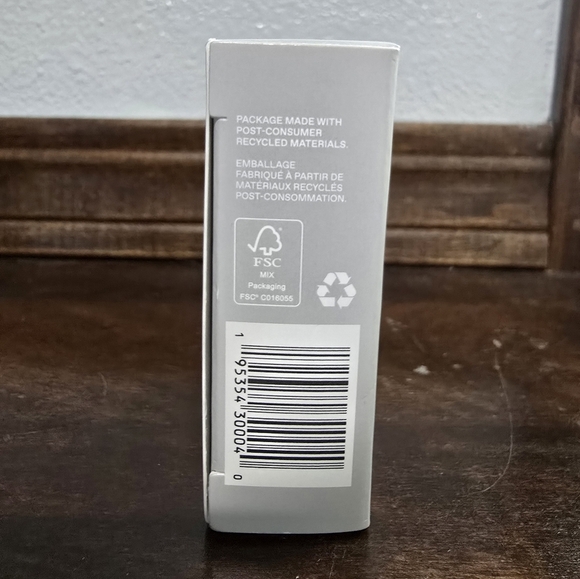 PACKAGE MADE WITH
POST-CONSUMER
RECYCLED MATERIALS.
EMBALLAGE
FABRIQUÉ À PARTIR DE
MATÉRIAUX RECYCLÉS
POST-CONSOMMATION.
FSC
MIX
Packaging
FSC® C016055
1 95354 30004 0